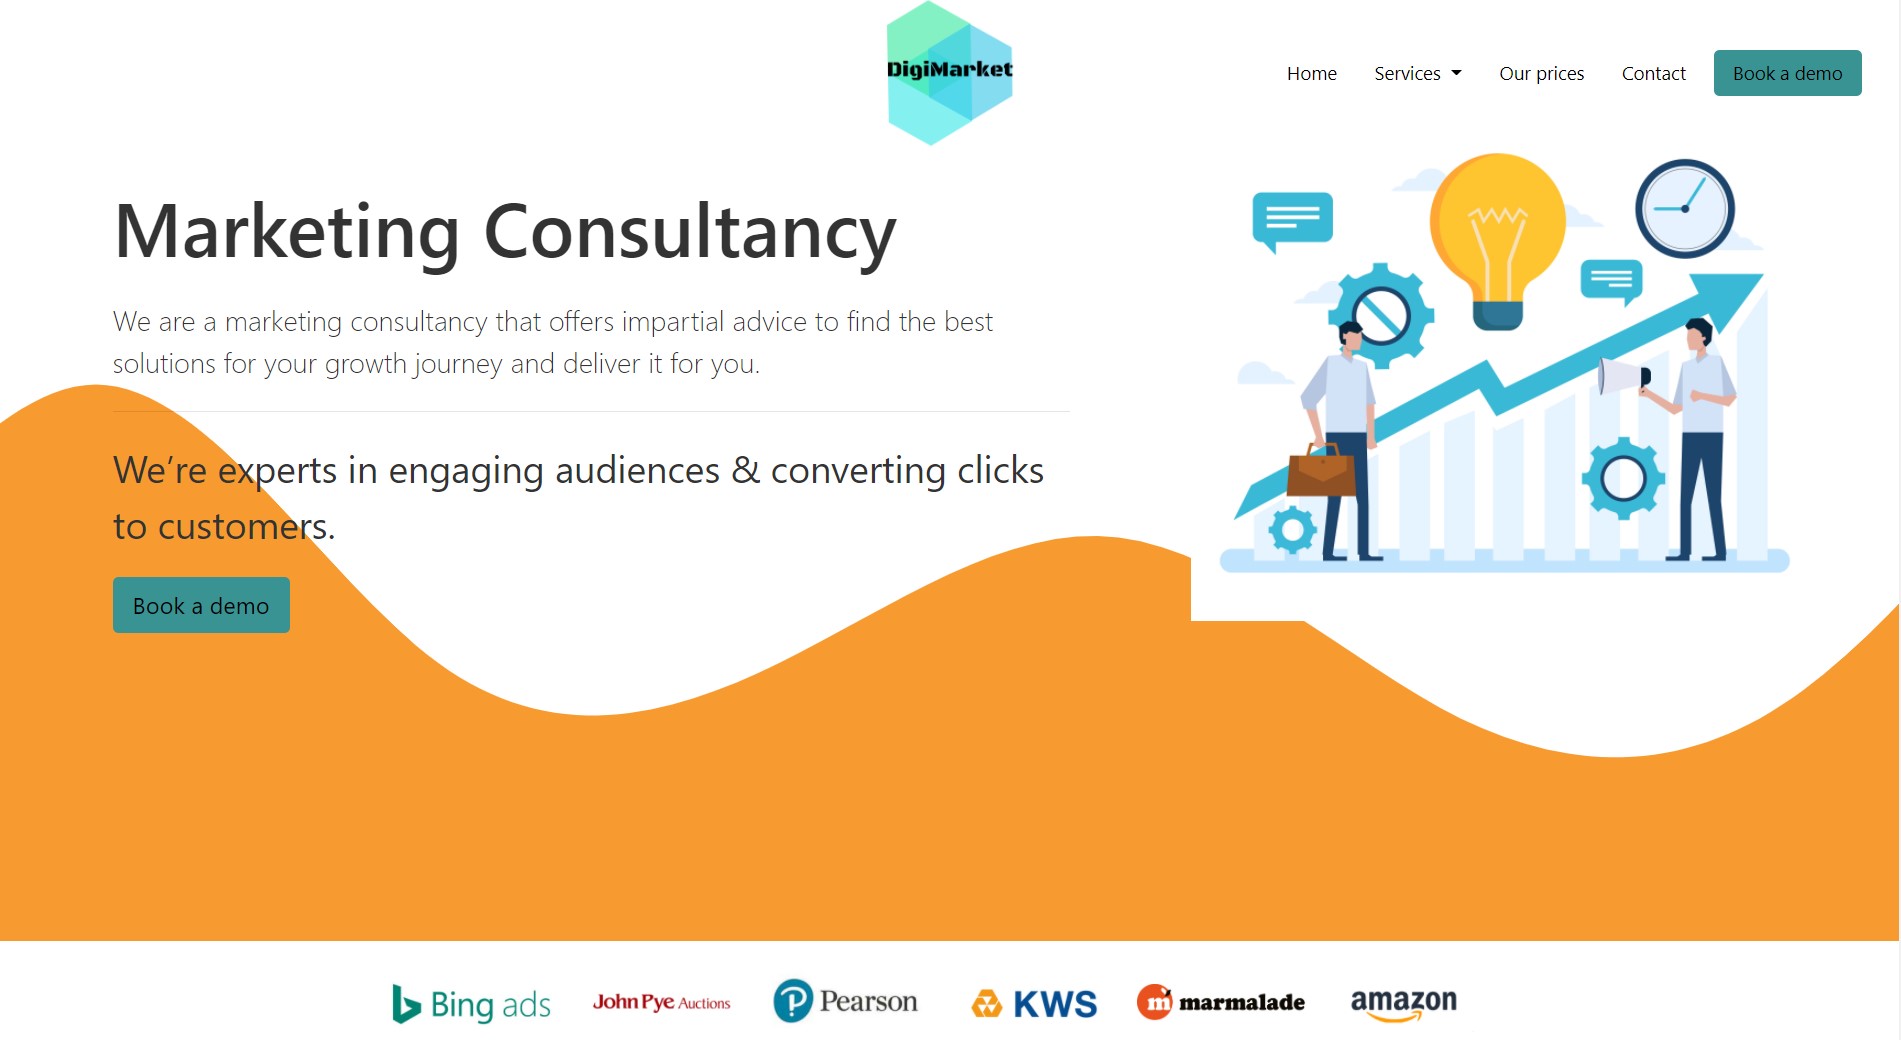 DigiMarket
Home
Services
Our prices
Contact
Book a demo
Marketing Consultancy
We are a marketing consultancy that offers impartial advice to find the best
solutions for your growth journey and deliver it for you.
We’re experts in engaging audiences & converting clicks
to customers.
Book a demo
Bing ads
John Pye Auctions
Pearson
KWS
marmalade
amazon